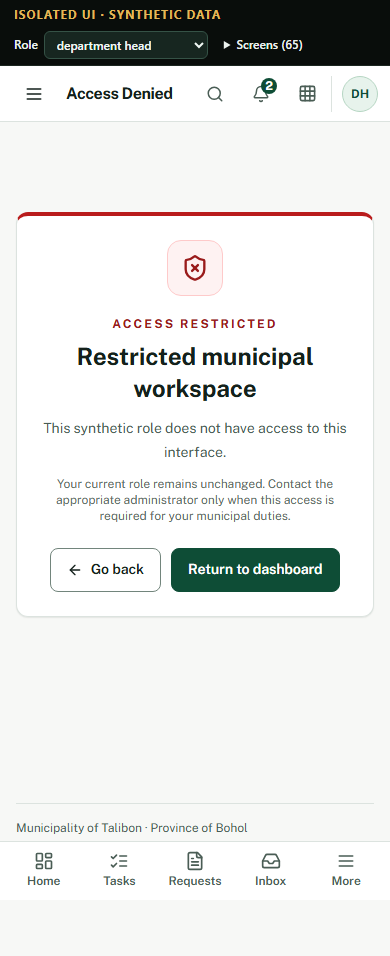 ISOLATED UI · SYNTHETIC DATA
Role department head ▶ Screens (65)
Access Denied 2 DH
ACCESS RESTRICTED
Restricted municipal
workspace
This synthetic role does not have access to this
interface.
Your current role remains unchanged. Contact the
appropriate administrator only when this access is
required for your municipal duties.
Go back Return to dashboard
Municipality of Talibon · Province of Bohol
Home Tasks Requests Inbox More